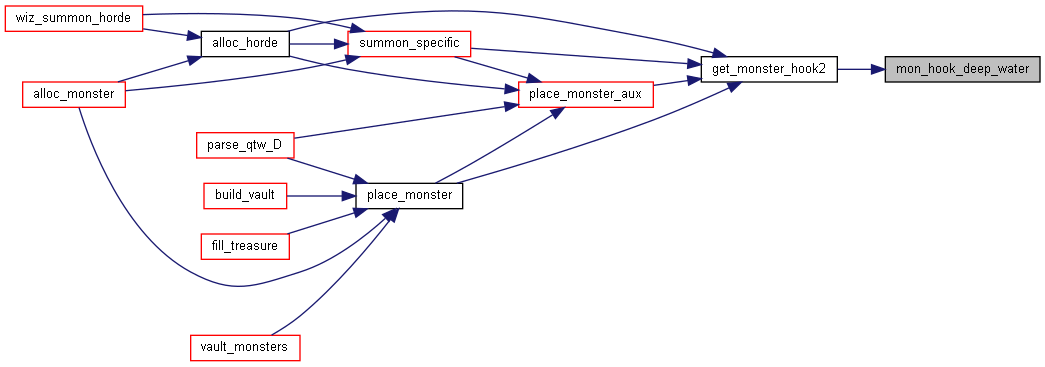 wiz_summon_horde
alloc_horde
summon_specific
get_monster_hook2
mon_hook_deep_water
alloc_monster
place_monster_aux
parse_qtw_D
build_vault
place_monster
fill_treasure
vault_monsters